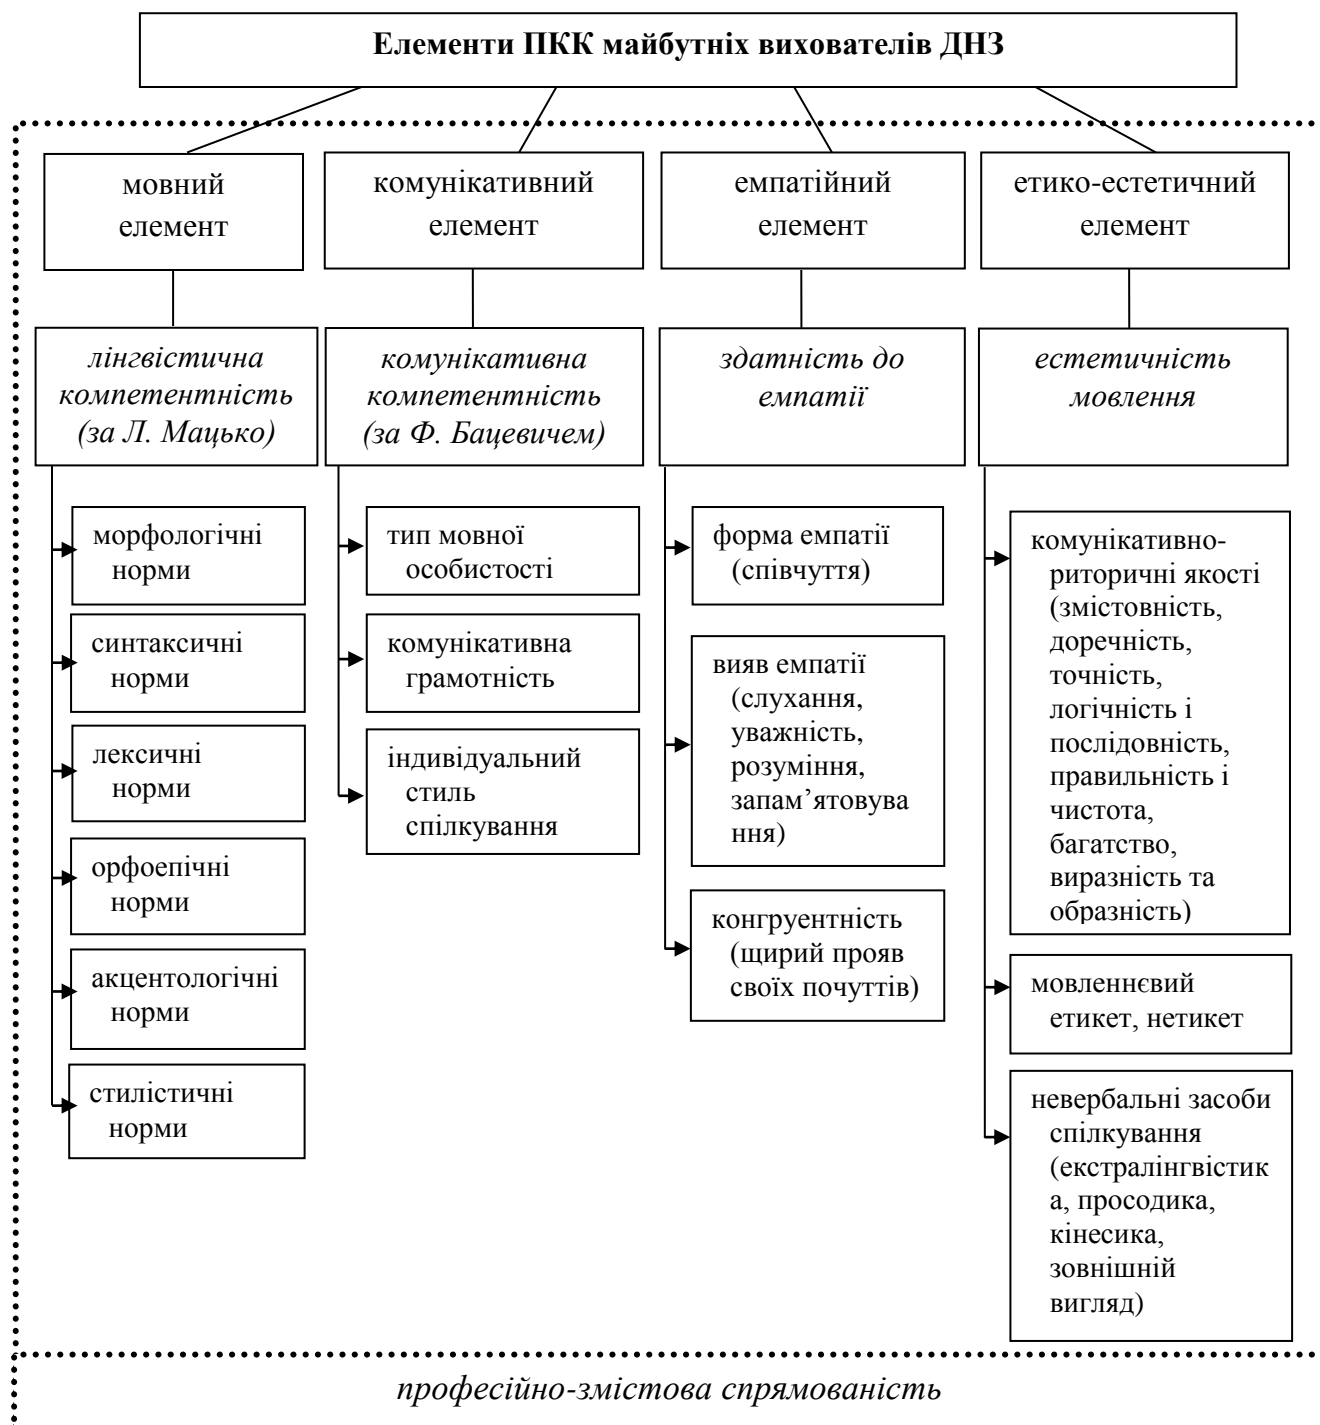 Елементи ПКК майбутніх вихователів ДНЗ
мовний
елемент
комунікативний
елемент
емпатійний
елемент
етико-естетичний
елемент
лінгвістична
компетентність
(за Л. Мацько)
комунікативна
компетентність
(за Ф. Бацевичем)
здатність до
емпатії
естетичність
мовлення
морфологічні
норми
синтаксичні
норми
лексичні
норми
орфоепічні
норми
акцентологічні
норми
стилістичні
норми
тип мовної
особистості
комунікативна
грамотність
індивідуальний
стиль
спілкування
форма емпатії
(співчуття)
вияв емпатії
(слухання,
уважність,
розуміння,
запам’ятовува
ння)
конгруентність
(щирий прояв
своїх почуттів)
комунікативно-
риторичні якості
(змістовність,
доречність,
точність,
логічність і
послідовність,
правильність і
чистота,
багатство,
виразність та
образність)
мовленнєвий
етикет, нетикет
невербальні засоби
спілкування
(екстралінгвістик
а, просодика,
кінесика,
зовнішній
вигляд)
професійно-змістова спрямованість